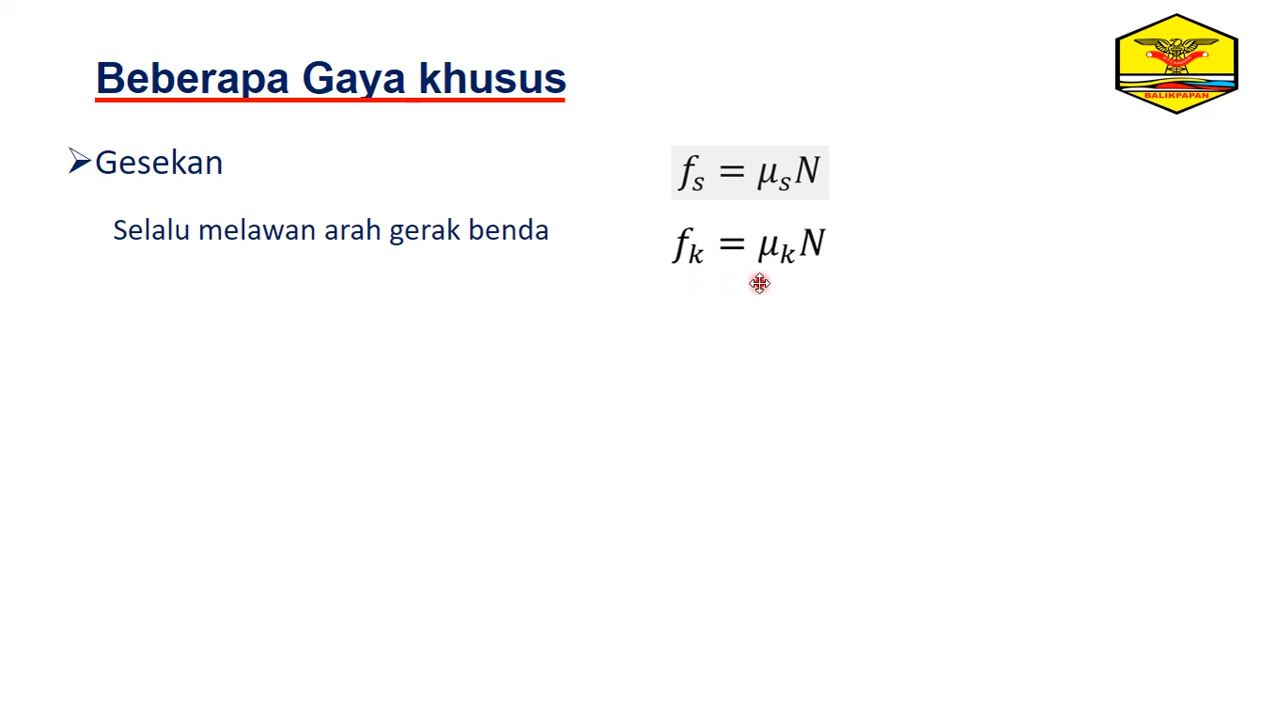 Beberapa Gaya khusus
BALIKPAPAN
➢Gesekan
Selalu melawan arah gerak benda
f_s = μ_s N
f_k = μ_k N